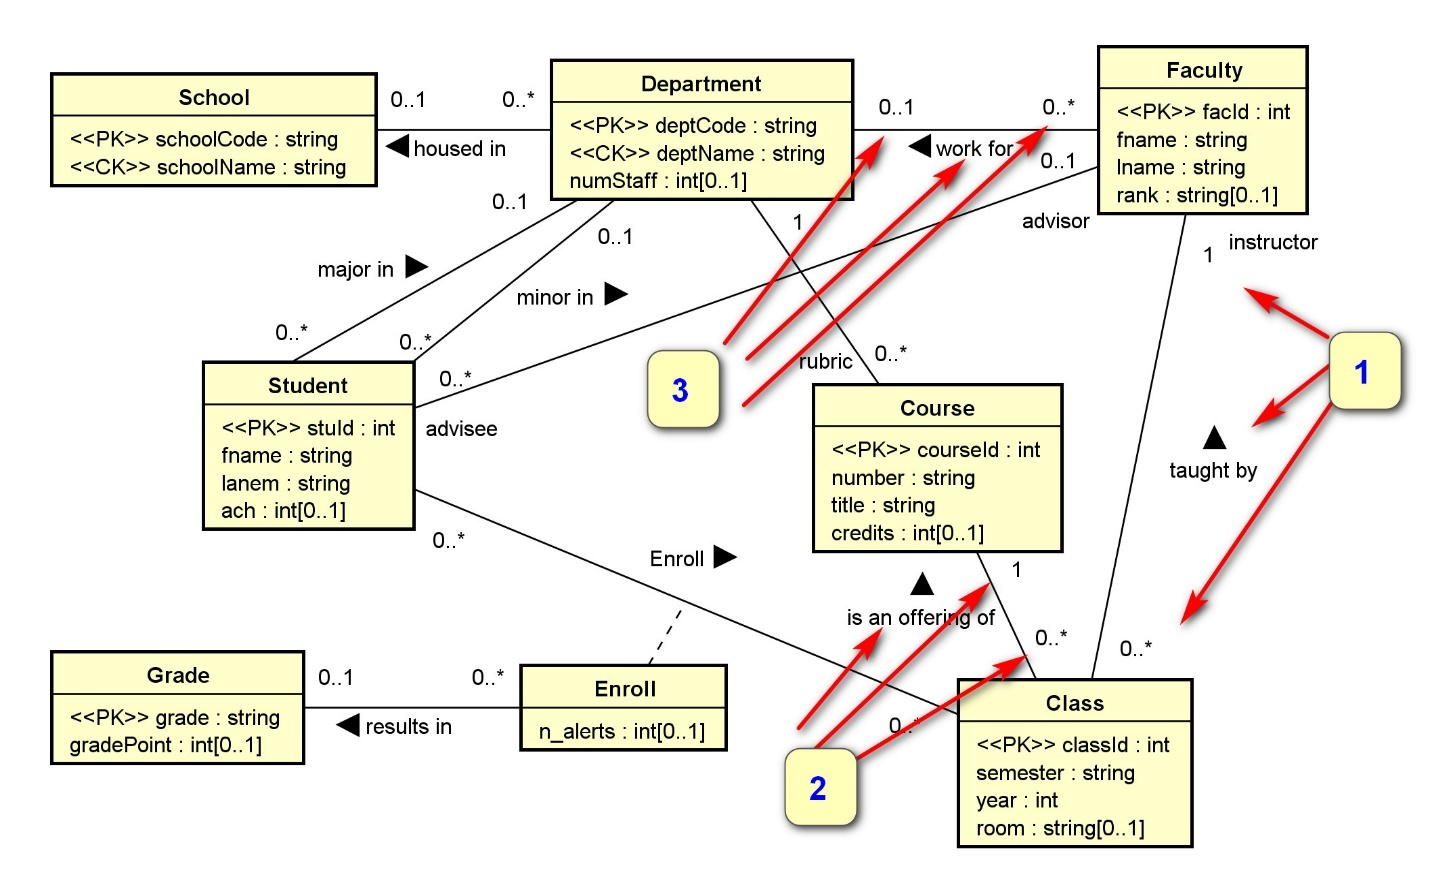 School
<<PK>> schoolCode : string
<<CK>> schoolName : string
0..1
0..*
housed in
Department
<<PK>> deptCode : string
<<CK>> deptName : string
numStaff : int[0..1]
0..1
0..*
work for
Faculty
<<PK>> facId : int
fname : string
lname : string
rank : string[0..1]
0..1
advisor
1
instructor
0..1
0..1
1
major in
minor in
0..*
0..*
0..*
advisee
rubric
0..*
3
1
Student
<<PK>> stuId : int
fname : string
lanem : string
ach : int[0..1]
Course
<<PK>> courseId : int
number : string
title : string
credits : int[0..1]
taught by
0..*
Enroll
1
is an offering of
0..*
0..*
Grade
<<PK>> grade : string
gradePoint : int[0..1]
0..1
0..*
results in
Enroll
n_alerts : int[0..1]
0..*
2
Class
<<PK>> classId : int
semester : string
year : int
room : string[0..1]